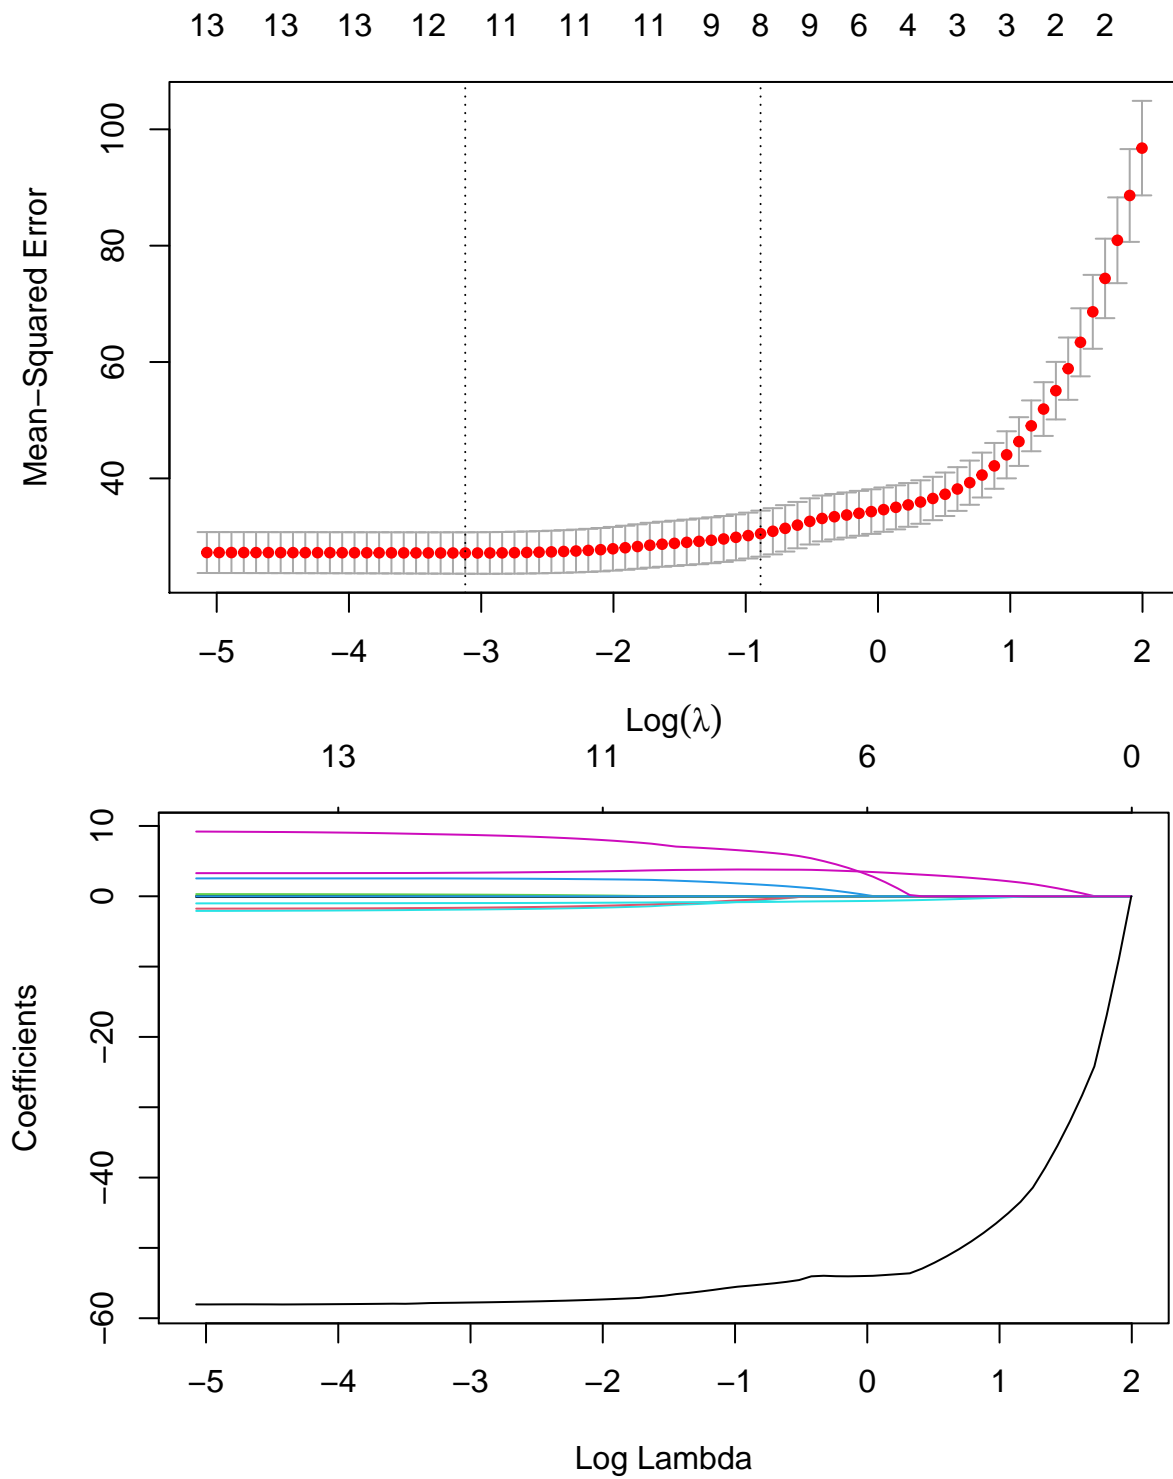 13 13 13 12 11 11 11 9 8 9 6 4 3 3 2 2
Mean−Squared Error
100
80
60
40
−5 −4 −3 −2 −1 0 1 2
Log(λ)
13 11 6 0
Coefficients
10
0
−20
−40
−60
−5 −4 −3 −2 −1 0 1 2
Log Lambda